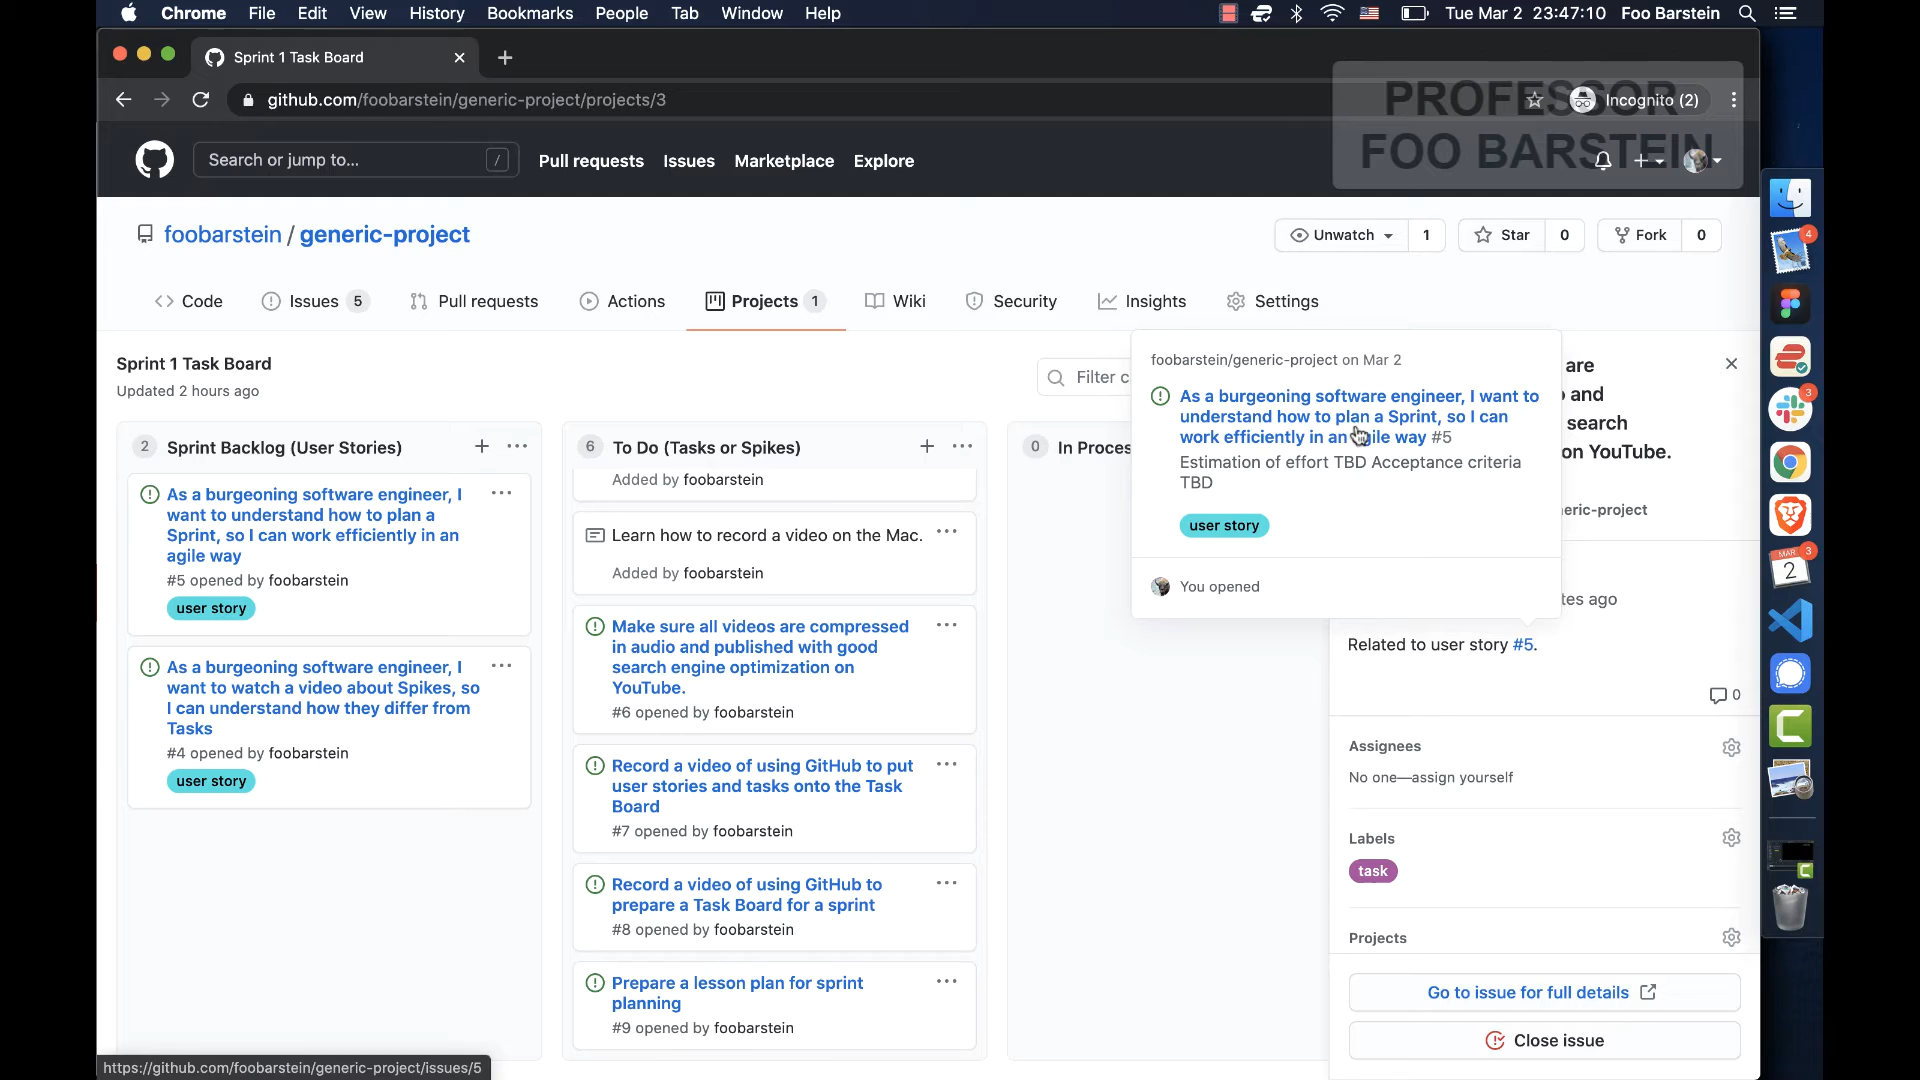 Chrome File Edit View History Bookmarks People Tab Window Help Tue Mar 2 23:47:10 Foo Barstein
Sprint 1 Task Board
github.com/foobarstein/generic-project/projects/3
Incognito (2)
PROFESSOR
FOO BARSTEIN
Search or jump to... /
Pull requests Issues Marketplace Explore
foobarstein / generic-project
Unwatch 1 Star 0 Fork 0
Code Issues 5 Pull requests Actions Projects 1 Wiki Security Insights Settings
Sprint 1 Task Board
Updated 2 hours ago
Filter c
2 Sprint Backlog (User Stories)
As a burgeoning software engineer, I
want to understand how to plan a
Sprint, so I can work efficiently in an
agile way
#5 opened by foobarstein
user story
As a burgeoning software engineer, I
want to watch a video about Spikes, so
I can understand how they differ from
Tasks
#4 opened by foobarstein
user story
6 To Do (Tasks or Spikes)
Added by foobarstein
Learn how to record a video on the Mac.
Added by foobarstein
Make sure all videos are compressed
in audio and published with good
search engine optimization on
YouTube.
#6 opened by foobarstein
Record a video of using GitHub to put
user stories and tasks onto the Task
Board
#7 opened by foobarstein
Record a video of using GitHub to
prepare a Task Board for a sprint
#8 opened by foobarstein
Prepare a lesson plan for sprint
planning
#9 opened by foobarstein
0 In Proces
foobarstein/generic-project on Mar 2
As a burgeoning software engineer, I want to
understand how to plan a Sprint, so I can
work efficiently in an agile way #5
Estimation of effort TBD Acceptance criteria
TBD
user story
You opened
are
and
search
on YouTube.
eric-project
tes ago
Related to user story #5.
0
Assignees
No one—assign yourself
Labels
task
Projects
Go to issue for full details
Close issue
4
3
MAR 3
2
https://github.com/foobarstein/generic-project/issues/5